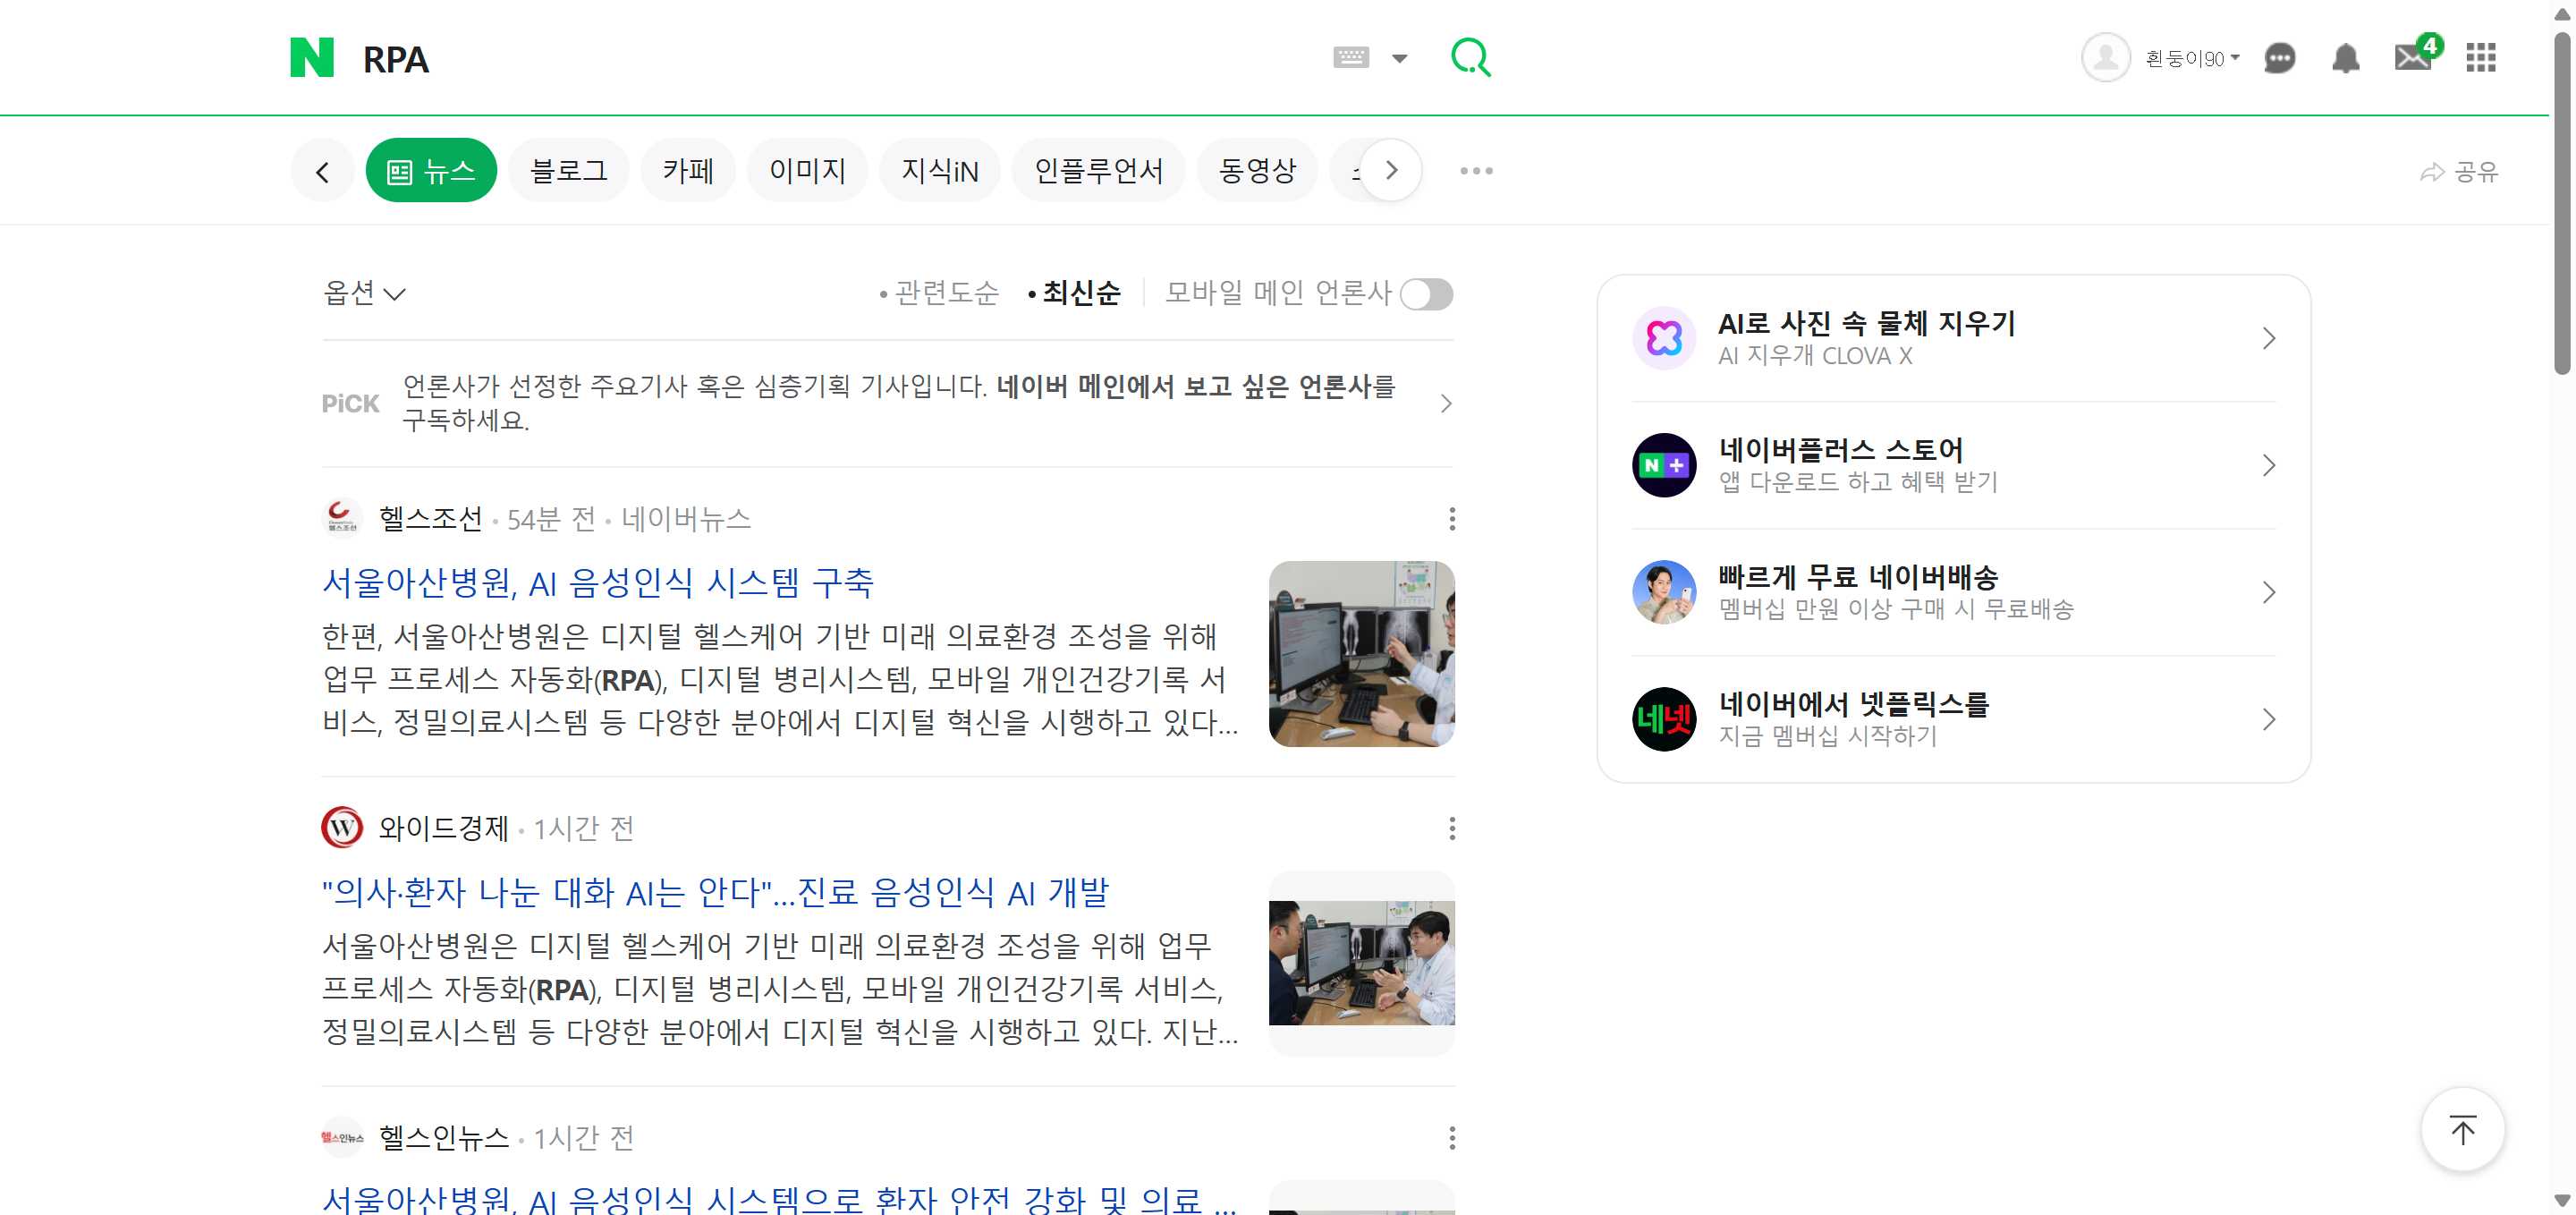 N RPA
흰둥이90
4
뉴스 블로그 카페 이미지 지식iN 인플루언서 동영상
공유
옵션
• 관련도순 • 최신순 모바일 메인 언론사
PiCK
언론사가 선정한 주요기사 혹은 심층기획 기사입니다. 네이버 메인에서 보고 싶은 언론사를
구독하세요.
헬스조선
헬스조선 · 54분 전 · 네이버뉴스
서울아산병원, AI 음성인식 시스템 구축
한편, 서울아산병원은 디지털 헬스케어 기반 미래 의료환경 조성을 위해
업무 프로세스 자동화(RPA), 디지털 병리시스템, 모바일 개인건강기록 서
비스, 정밀의료시스템 등 다양한 분야에서 디지털 혁신을 시행하고 있다...
W
와이드경제 · 1시간 전
"의사·환자 나눈 대화 AI는 안다"...진료 음성인식 AI 개발
서울아산병원은 디지털 헬스케어 기반 미래 의료환경 조성을 위해 업무
프로세스 자동화(RPA), 디지털 병리시스템, 모바일 개인건강기록 서비스,
정밀의료시스템 등 다양한 분야에서 디지털 혁신을 시행하고 있다. 지난...
헬스인뉴스
헬스인뉴스 · 1시간 전
서울아산병원, AI 음성인식 시스템으로 환자 안전 강화 및 의료 ...
AI로 사진 속 물체 지우기
AI 지우개 CLOVA X
N +
네이버플러스 스토어
앱 다운로드 하고 혜택 받기
빠르게 무료 네이버배송
멤버십 만원 이상 구매 시 무료배송
네넷
네이버에서 넷플릭스를
지금 멤버십 시작하기